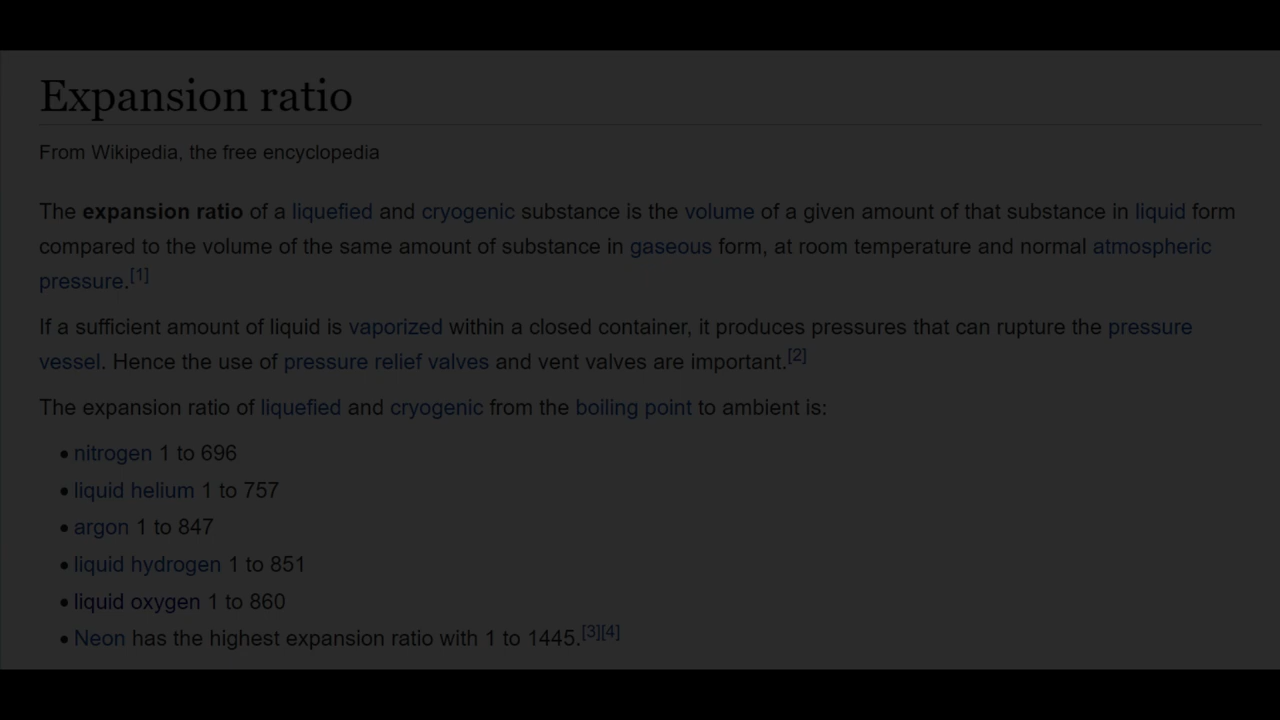 Expansion ratio
From Wikipedia, the free encyclopedia
The expansion ratio of a liquefied and cryogenic substance is the volume of a given amount of that substance in liquid form
compared to the volume of the same amount of substance in gaseous form, at room temperature and normal atmospheric
pressure.[1]
If a sufficient amount of liquid is vaporized within a closed container, it produces pressures that can rupture the pressure
vessel. Hence the use of pressure relief valves and vent valves are important.[2]
The expansion ratio of liquefied and cryogenic from the boiling point to ambient is:
• nitrogen 1 to 696
• liquid helium 1 to 757
• argon 1 to 847
• liquid hydrogen 1 to 851
• liquid oxygen 1 to 860
• Neon has the highest expansion ratio with 1 to 1445.[3][4]